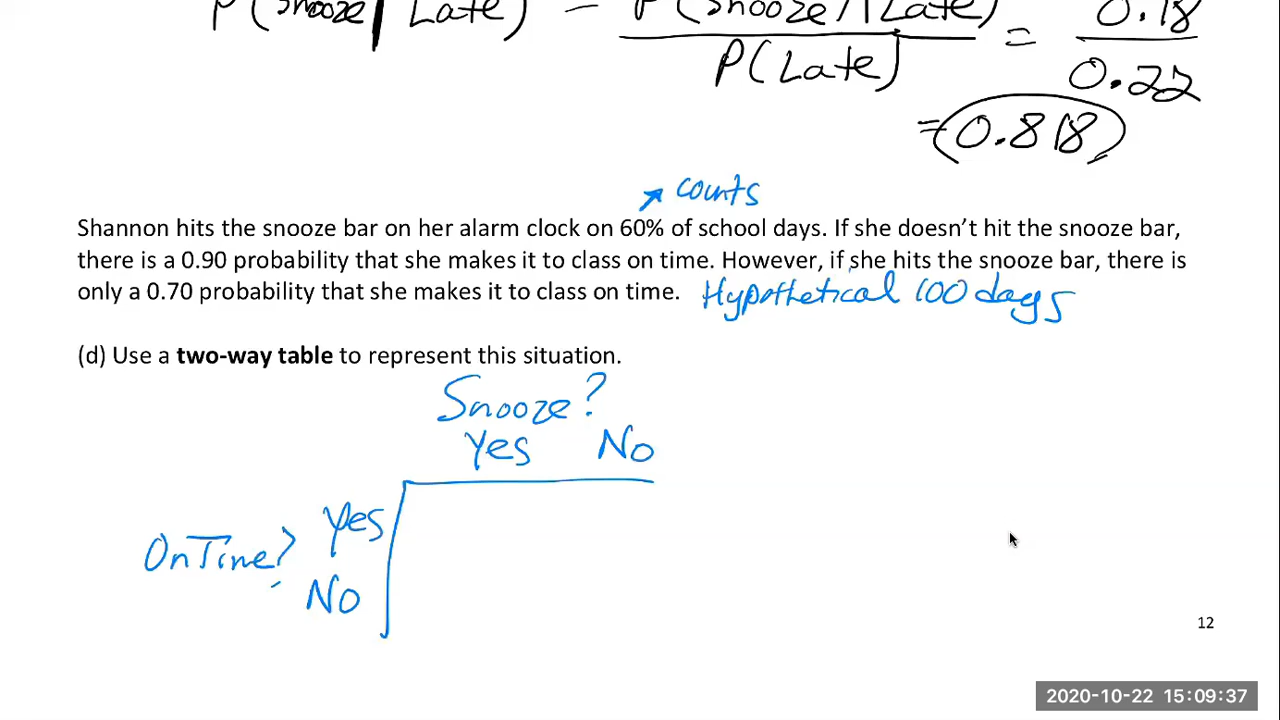 P(Snooze | Late) = P(Snooze ∩ Late) / P(Late) = 0.18 / 0.22
= 0.818
counts
Shannon hits the snooze bar on her alarm clock on 60% of school days. If she doesn't hit the snooze bar,
there is a 0.90 probability that she makes it to class on time. However, if she hits the snooze bar, there is
only a 0.70 probability that she makes it to class on time. Hypothetical 100 days
(d) Use a two-way table to represent this situation.
Snooze?
Yes No
Yes
On Time?
No
12
2020-10-22 15:09:37